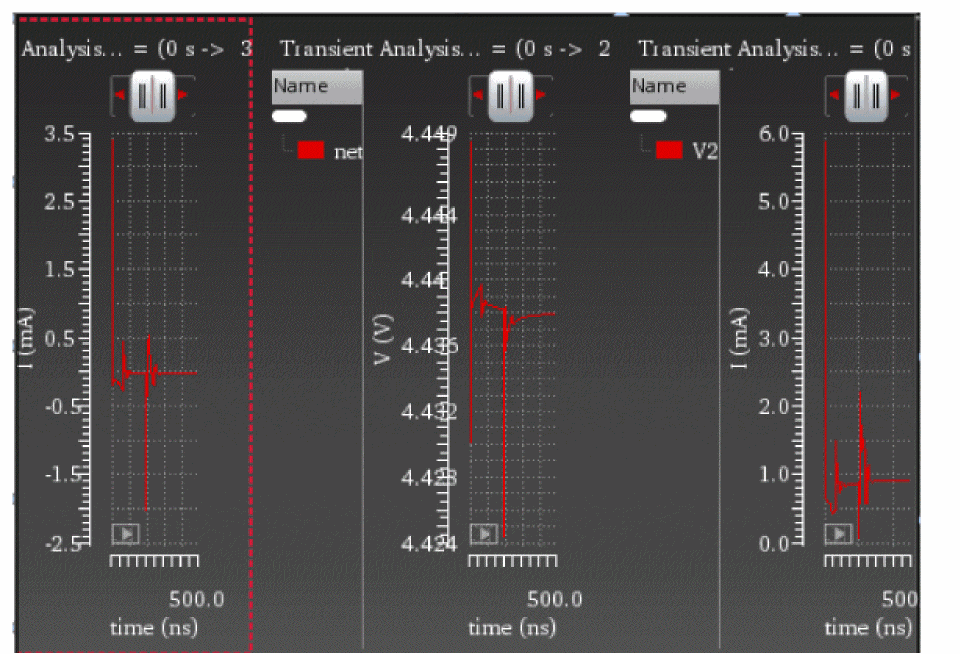 Analysis... = (0 s -> 3
Transient Analysis... = (0 s -> 2
Transient Analysis... = (0 s
Name
Name
net
V2
3.5
2.5
1.5
0.5
-0.5
-1.5
-2.5
I (mA)
500.0
time (ns)
4.449
4.444
4.44
4.435
4.432
4.428
4.424
V (V)
500.0
time (ns)
6.0
5.0
4.0
3.0
2.0
1.0
0.0
I (mA)
500
time (ns)